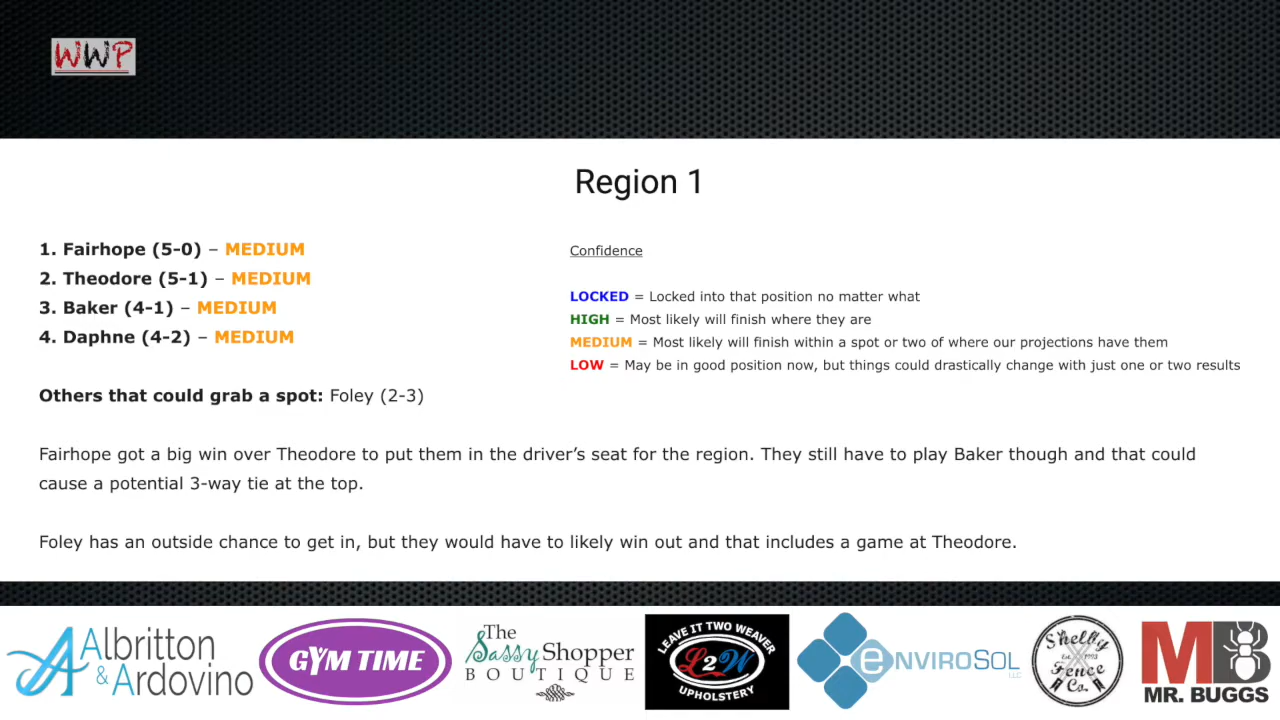 WWP
Region 1
1. Fairhope (5-0) – MEDIUM
2. Theodore (5-1) – MEDIUM
3. Baker (4-1) – MEDIUM
4. Daphne (4-2) – MEDIUM
Others that could grab a spot: Foley (2-3)
Confidence
LOCKED = Locked into that position no matter what
HIGH = Most likely will finish where they are
MEDIUM = Most likely will finish within a spot or two of where our projections have them
LOW = May be in good position now, but things could drastically change with just one or two results
Fairhope got a big win over Theodore to put them in the driver’s seat for the region. They still have to play Baker though and that could
cause a potential 3-way tie at the top.
Foley has an outside chance to get in, but they would have to likely win out and that includes a game at Theodore.
Albritton
& Ardovino
GYM TIME
The
Sassy Shopper
BOUTIQUE
LEAVE IT TWO WEAVER
L2W
UPHOLSTERY
eNVIROSOL
LLC
Shelby
Fence
Co.
MB
MR. BUGGS